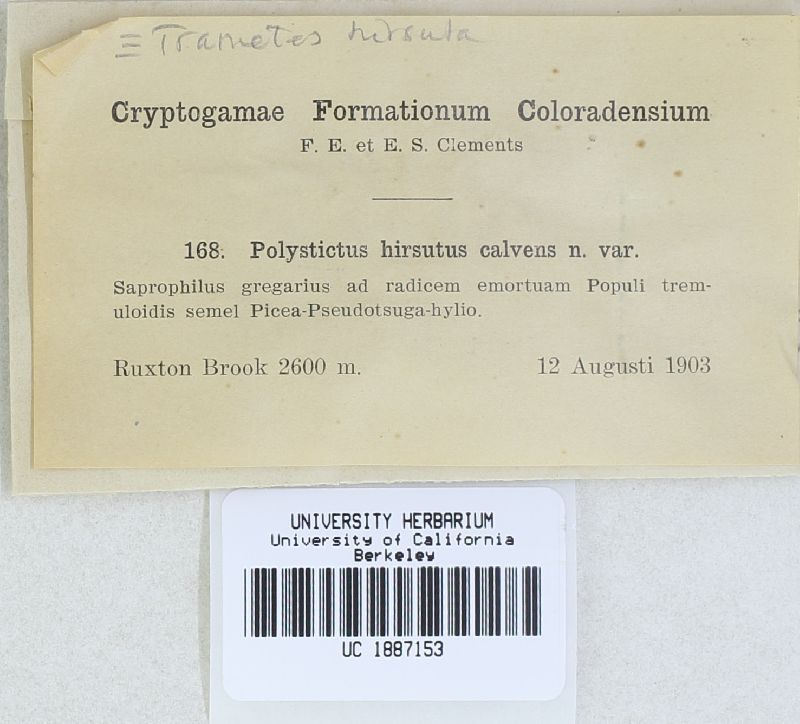 ≡ Trametes hirsuta
Cryptogamae Formationum Coloradensium
F. E. et E. S. Clements
168. Polystictus hirsutus calvens n. var.
Saprophilus gregarius ad radicem emortuam Populi trem-
uloidis semel Picea-Pseudotsuga-hylio.
Ruxton Brook 2600 m. 12 Augusti 1903
UNIVERSITY HERBARIUM
University of California
Berkeley
UC 1887153